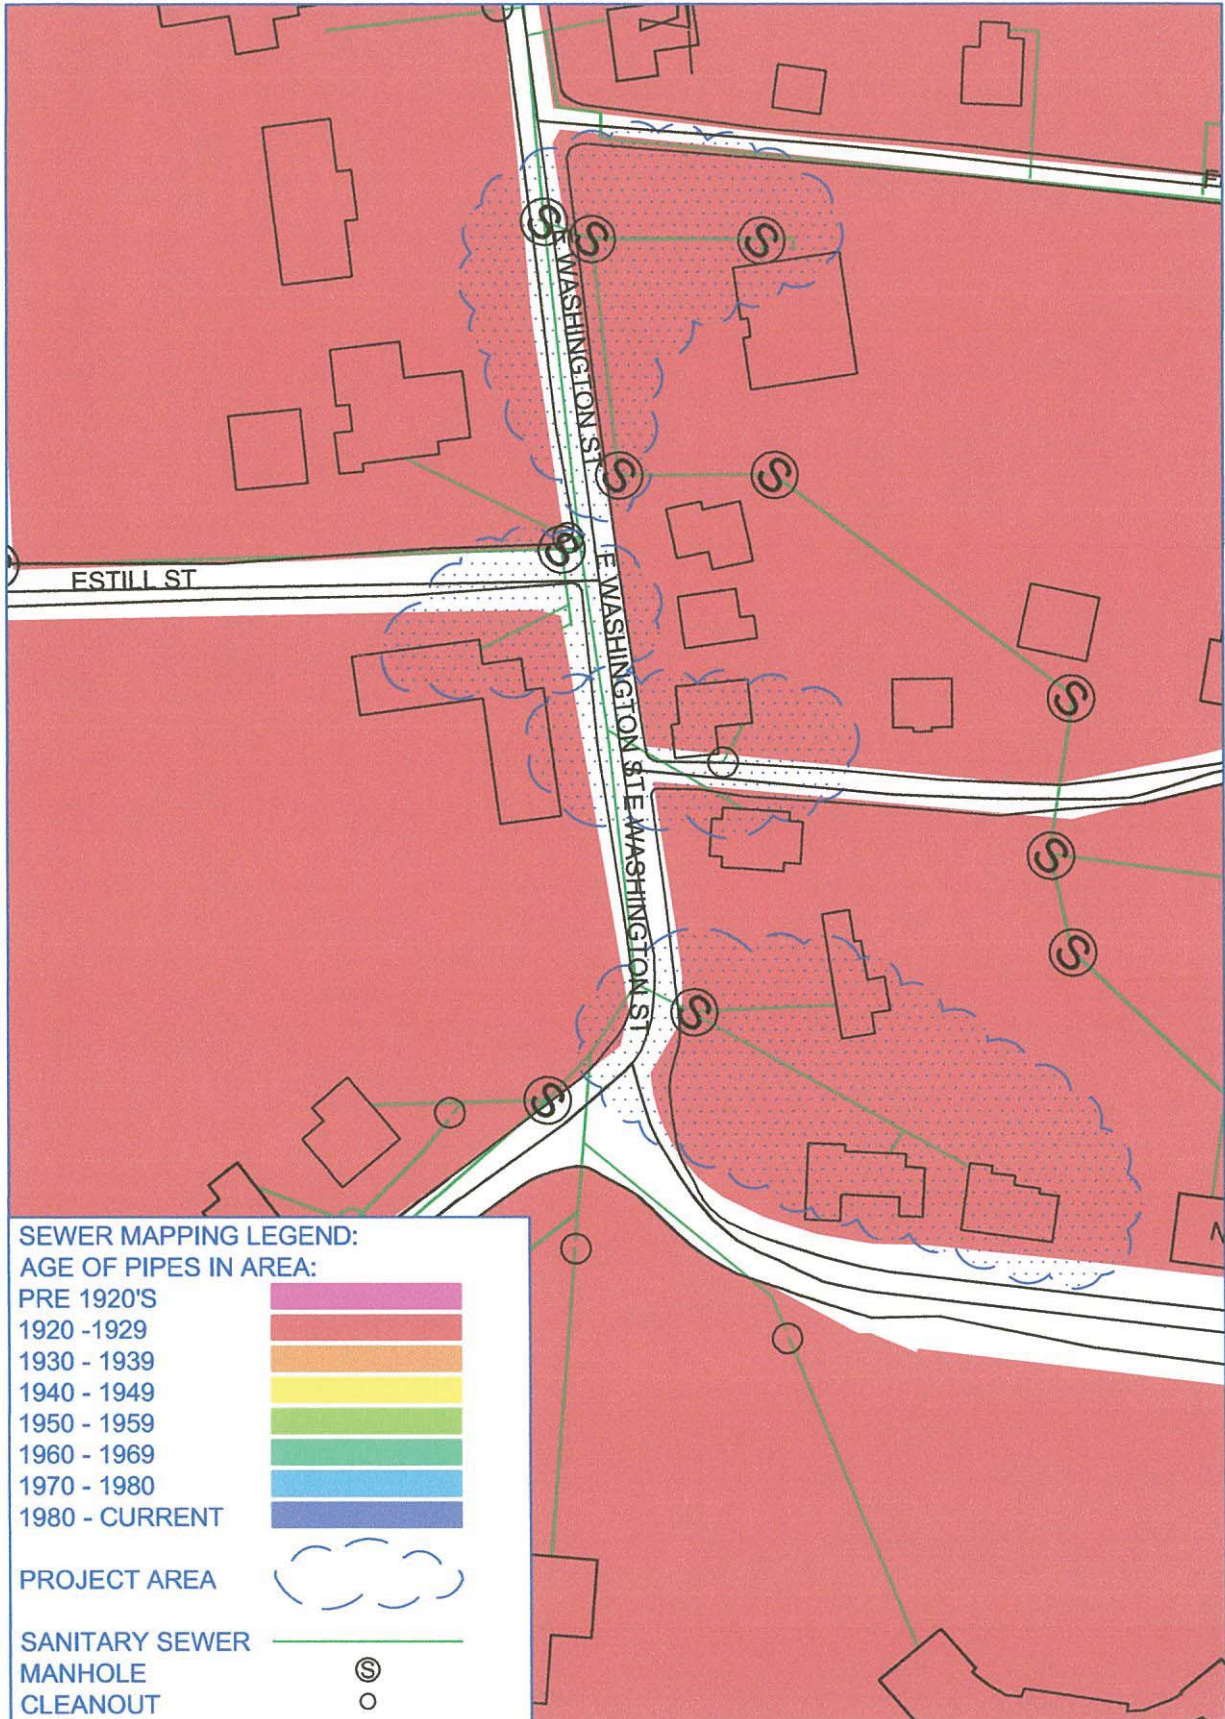 S
S
S
E WASHINGTON ST
S
S
S
ESTILL ST
E WASHINGTON ST
S
E WASHINGTON ST
S
S
S
S
N
SEWER MAPPING LEGEND:
AGE OF PIPES IN AREA:
PRE 1920'S
1920 -1929
1930 - 1939
1940 - 1949
1950 - 1959
1960 - 1969
1970 - 1980
1980 - CURRENT
PROJECT AREA
SANITARY SEWER
MANHOLE S
CLEANOUT